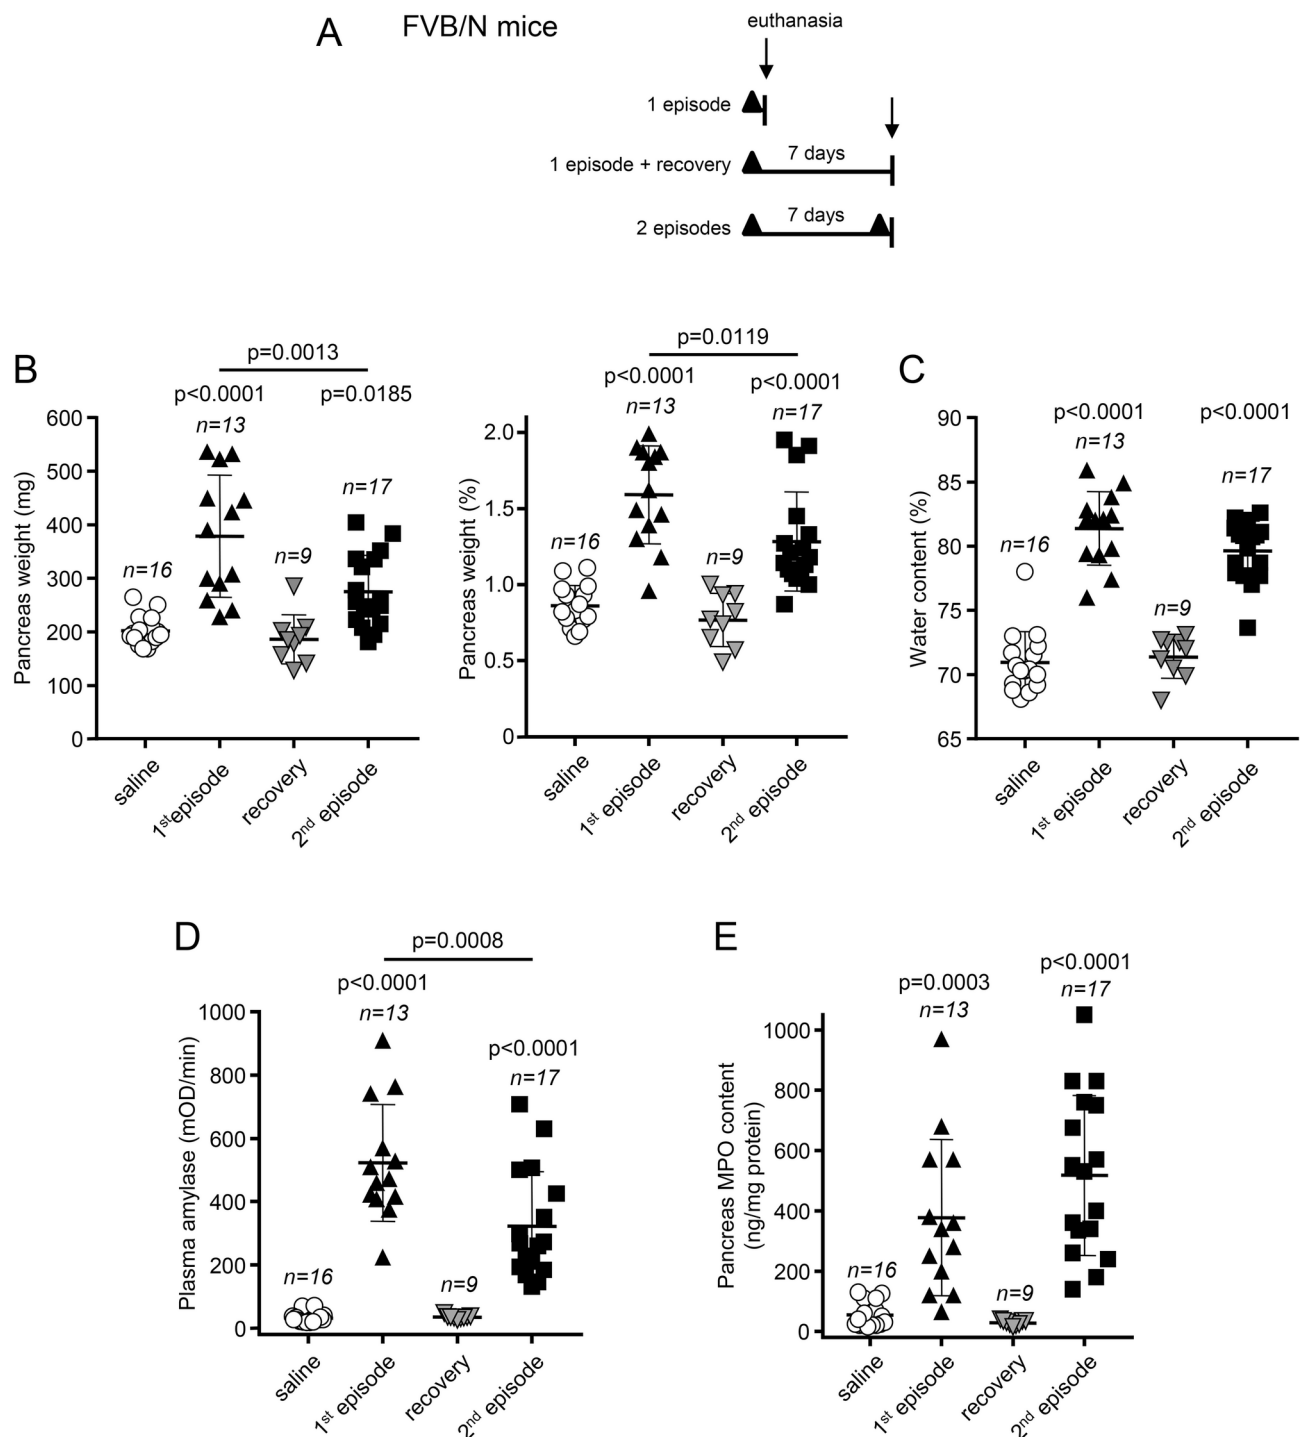 A
FVB/N mice
euthanasia
1 episode
1 episode + recovery
7 days
2 episodes
7 days
B
p=0.0013
p<0.0001
p=0.0185
n=13
n=17
n=16
n=9
Pancreas weight (mg)
600
500
400
300
200
100
0
saline
1st episode
recovery
2nd episode
p=0.0119
p<0.0001
p<0.0001
n=13
n=17
n=16
n=9
Pancreas weight (%)
2.0
1.5
1.0
0.5
0
saline
1st episode
recovery
2nd episode
C
p<0.0001
p<0.0001
n=13
n=17
n=16
n=9
Water content (%)
90
85
80
75
70
65
saline
1st episode
recovery
2nd episode
D
p=0.0008
p<0.0001
n=13
p<0.0001
n=17
n=16
n=9
Plasma amylase (mOD/min)
1000
800
600
400
200
0
saline
1st episode
recovery
2nd episode
E
p<0.0001
p=0.0003
n=17
n=13
n=16
n=9
Pancreas MPO content
(ng/mg protein)
1000
800
600
400
200
0
saline
1st episode
recovery
2nd episode